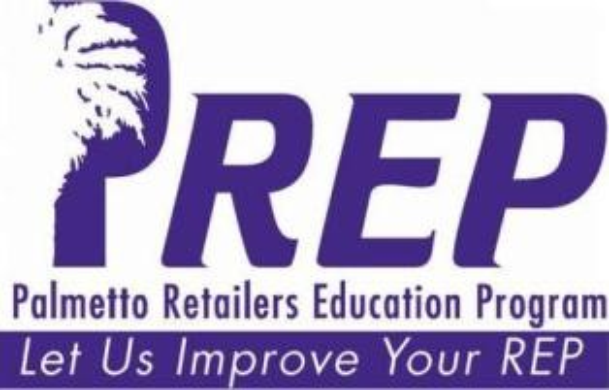 PREP
Palmetto Retailers Education Program
Let Us Improve Your REP